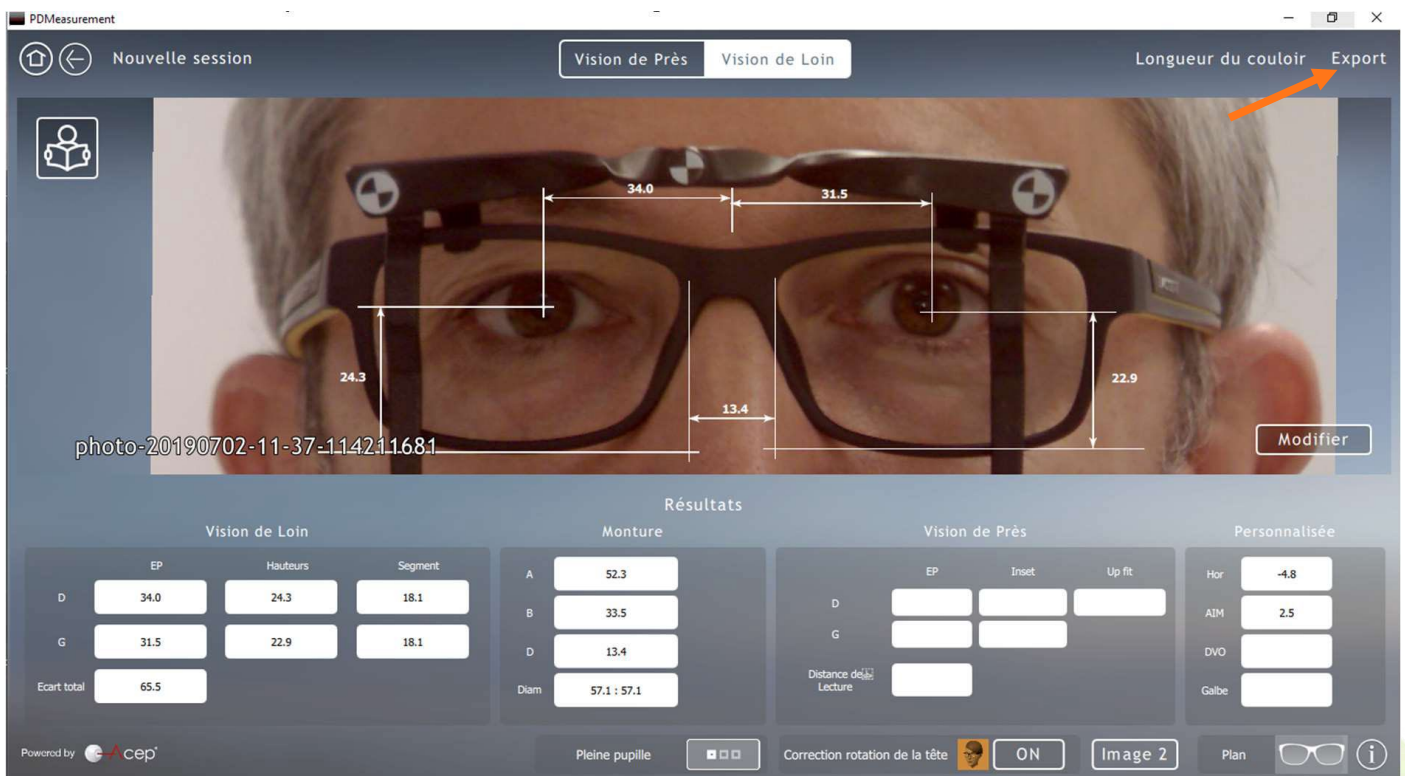 PDMeasurement
Nouvelle session
Vision de Près Vision de Loin
Longueur du couloir Export
34.0
31.5
24.3
22.9
13.4
photo-20190702-11-37-114211681
Modifier
Résultats
Vision de Loin
EP Hauteurs Segment
D 34.0 24.3 18.1
G 31.5 22.9 18.1
Ecart total 65.5
Monture
A 52.3
B 33.5
D 13.4
Diam 57.1 : 57.1
Vision de Près
EP Inset Up fit
D
G
Distance de
Lecture
Personnalisée
Hor -4.8
AIM 2.5
DVO
Galbe
Powered by Acep
Pleine pupille
Correction rotation de la tête ON
Image 2
Plan
i